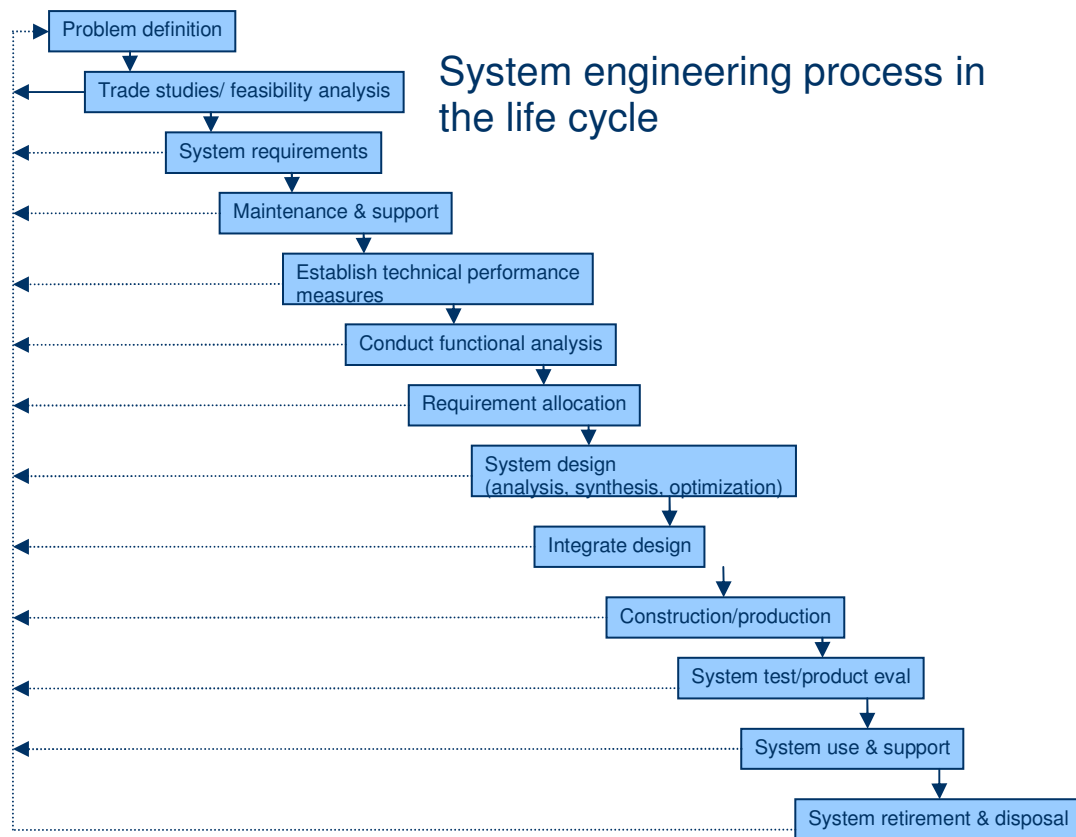 Problem definition
System engineering process in
the life cycle
Trade studies/ feasibility analysis
System requirements
Maintenance & support
Establish technical performance
measures
Conduct functional analysis
Requirement allocation
System design
(analysis, synthesis, optimization)
Integrate design
Construction/production
System test/product eval
System use & support
System retirement & disposal